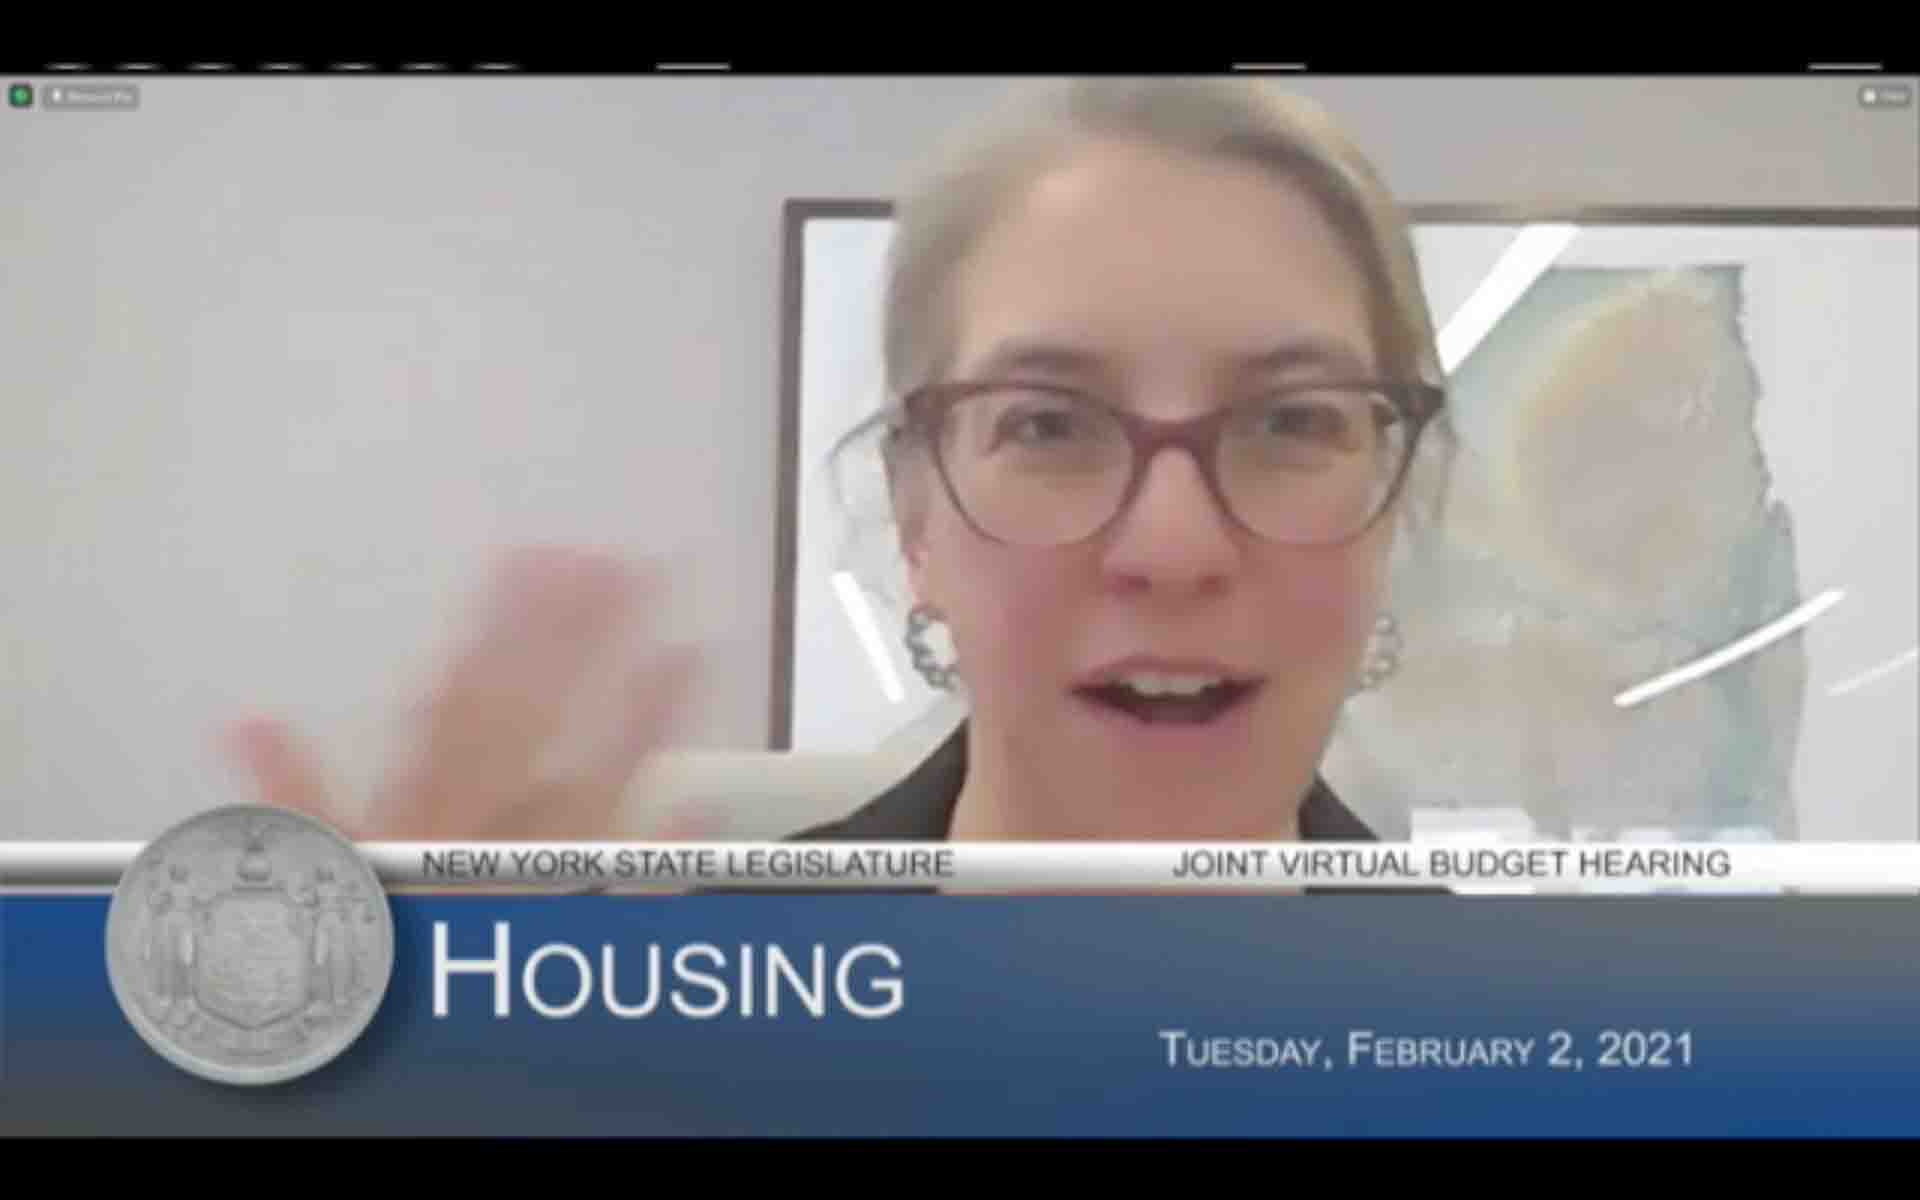 NEW YORK STATE LEGISLATURE
JOINT VIRTUAL BUDGET HEARING
HOUSING
TUESDAY, FEBRUARY 2, 2021